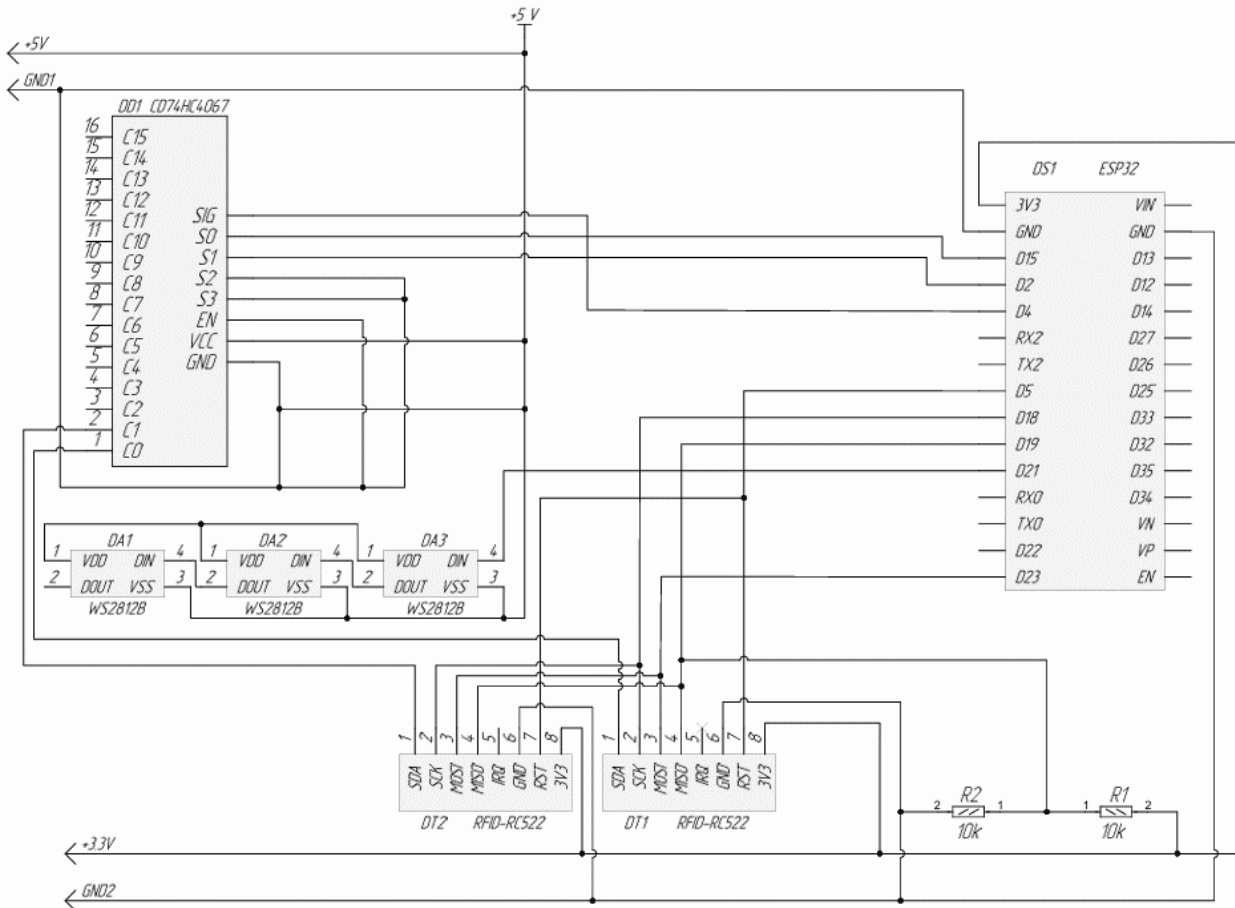 +5 V
+5V
GND1
DD1 CD74HC4067
16 C15
15 C14
14 C13
13 C12
12 C11
11 C10
10 C9
9 C8
8 C7
7 C6
6 C5
5 C4
4 C3
3 C2
2 C1
1 C0
SIG
S0
S1
S2
S3
EN
VCC
GND
DS1 ESP32
3V3 VIN
GND GND
D15 D13
D2 D12
D4 D14
RX2 D27
TX2 D26
D5 D25
D18 D33
D19 D32
D21 D35
RX0 D34
TX0 VN
D22 VP
D23 EN
DA1
1 VDD DIN 4
2 DOUT VSS 3
WS2812B
DA2
1 VDD DIN 4
2 DOUT VSS 3
WS2812B
DA3
1 VDD DIN 4
2 DOUT VSS 3
WS2812B
1 SDA
2 SCK
3 MOSI
4 MISO
5 IRQ
6 GND
7 RST
8 3V3
DT2 RFID-RC522
1 SDA
2 SCK
3 MOSI
4 MISO
5 IRQ
6 GND
7 RST
8 3V3
DT1 RFID-RC522
R2
2 1
10k
R1
1 2
10k
+3.3V
GND2